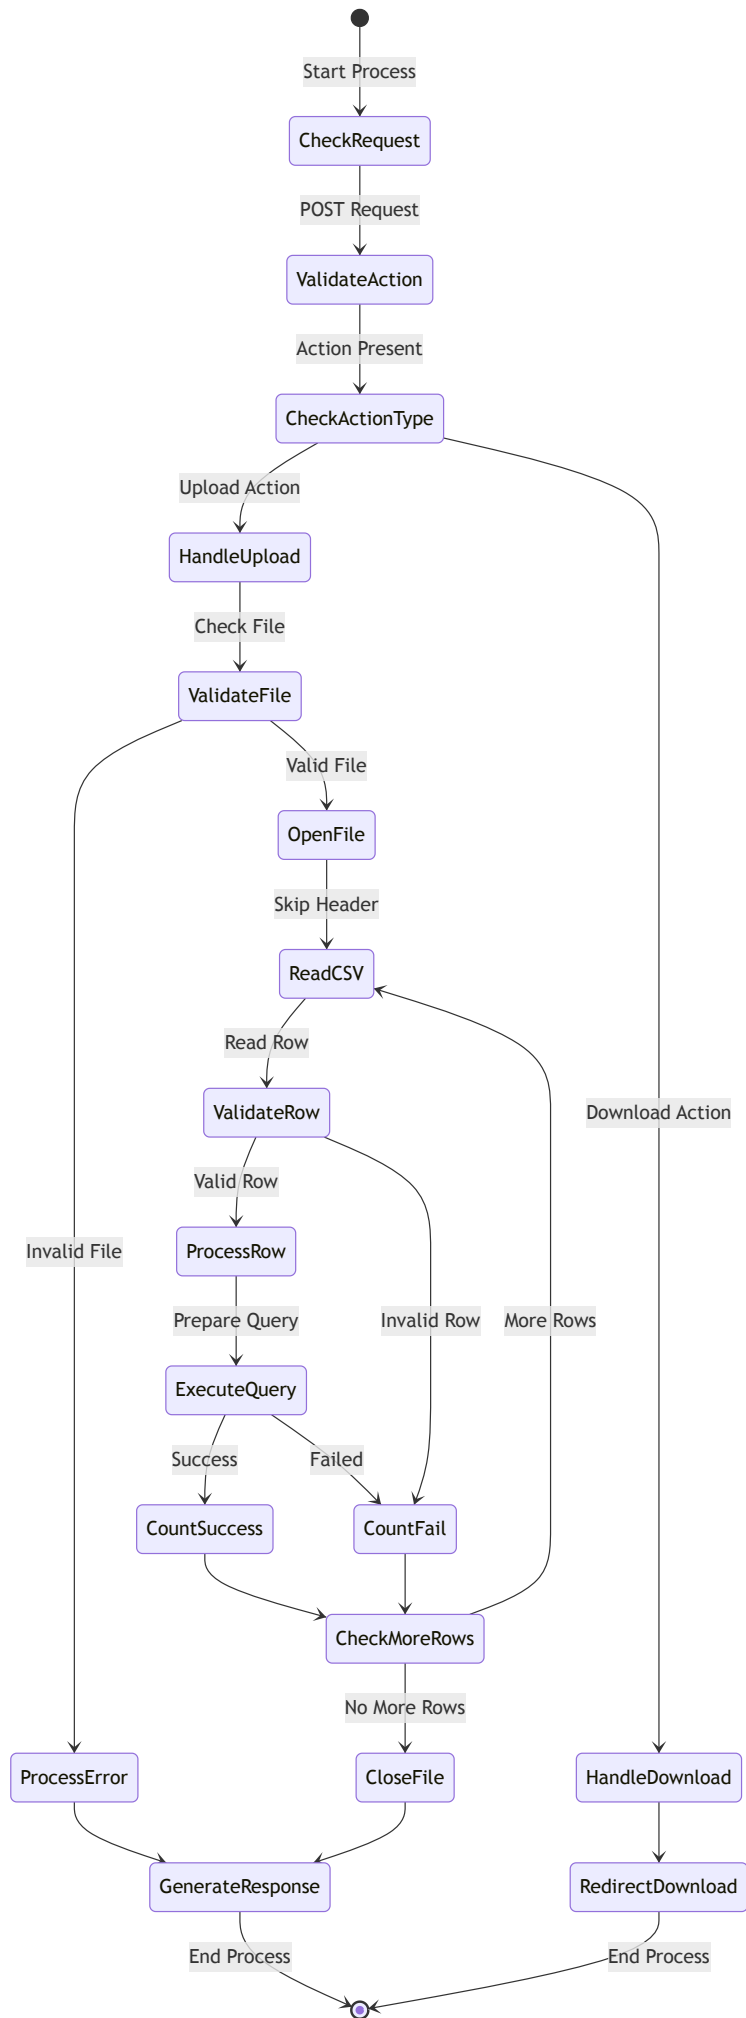 Start Process
CheckRequest
POST Request
ValidateAction
Action Present
CheckActionType
Upload Action
HandleUpload
Check File
ValidateFile
Valid File
OpenFile
Skip Header
ReadCSV
Read Row
ValidateRow
Download Action
Valid Row
ProcessRow
Invalid File
Prepare Query
Invalid Row
More Rows
ExecuteQuery
Success
Failed
CountSuccess
CountFail
CheckMoreRows
No More Rows
ProcessError
CloseFile
HandleDownload
GenerateResponse
RedirectDownload
End Process
End Process